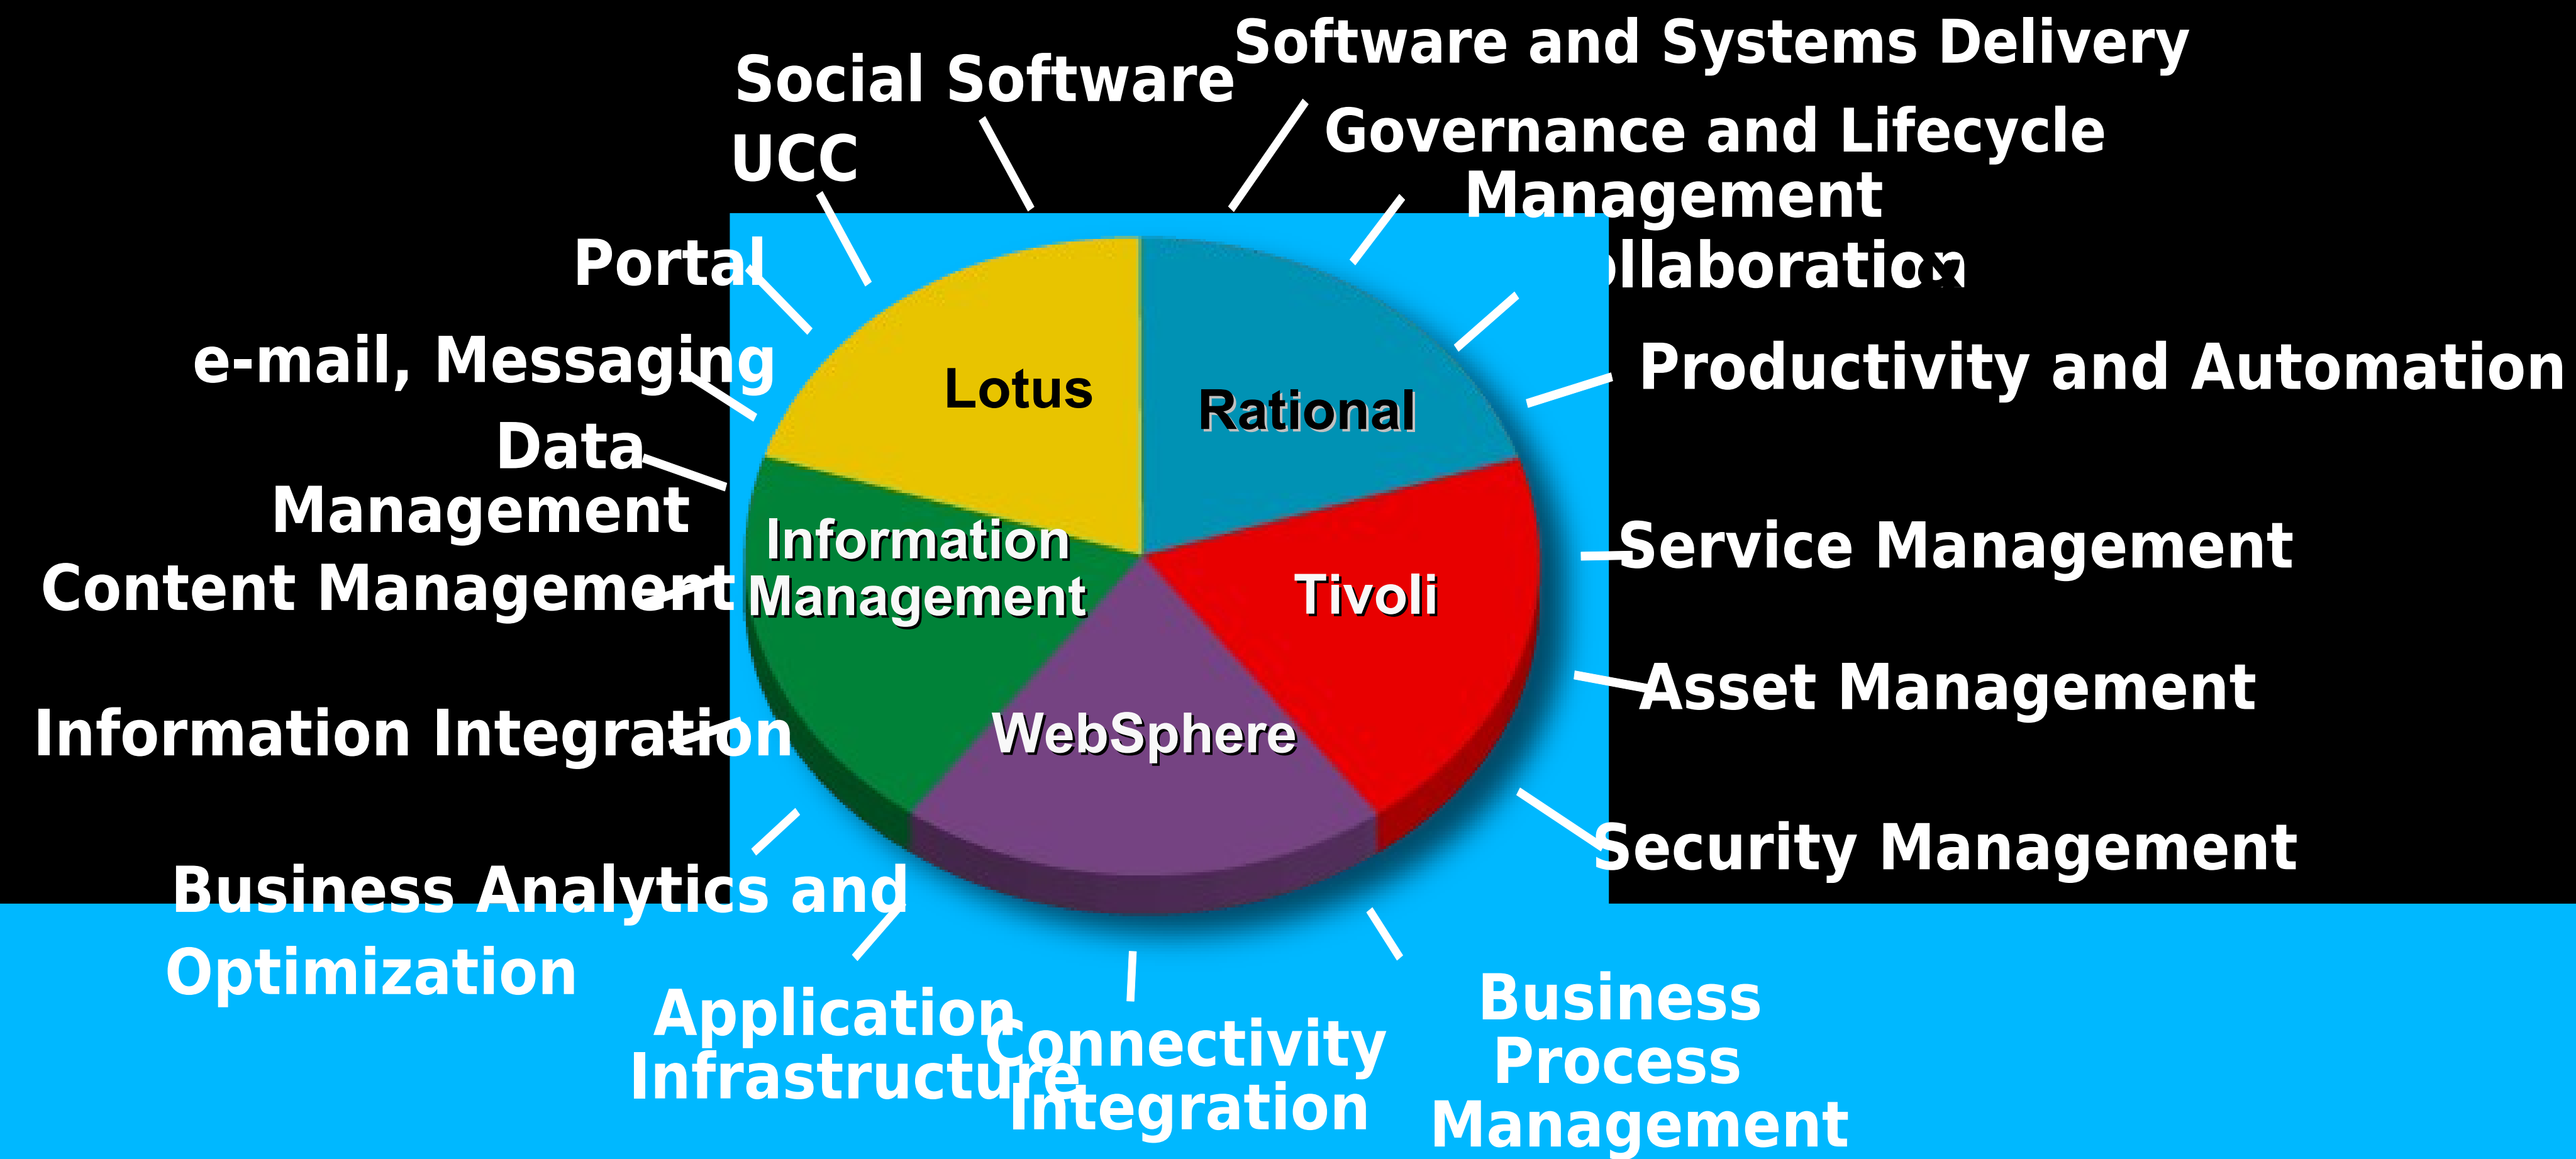 Software and Systems Delivery
Social Software
Governance and Lifecycle
Management
UCC
Portal
e-mail, Messaging
Productivity and Automation
Lotus
Rational
Data
Management
Information
Management
Service Management
Content Management
Tivoli
Asset Management
Information Integration
WebSphere
Security Management
Business Analytics and
Optimization
Application
Infrastructure
Connectivity
Integration
Business
Process
Management